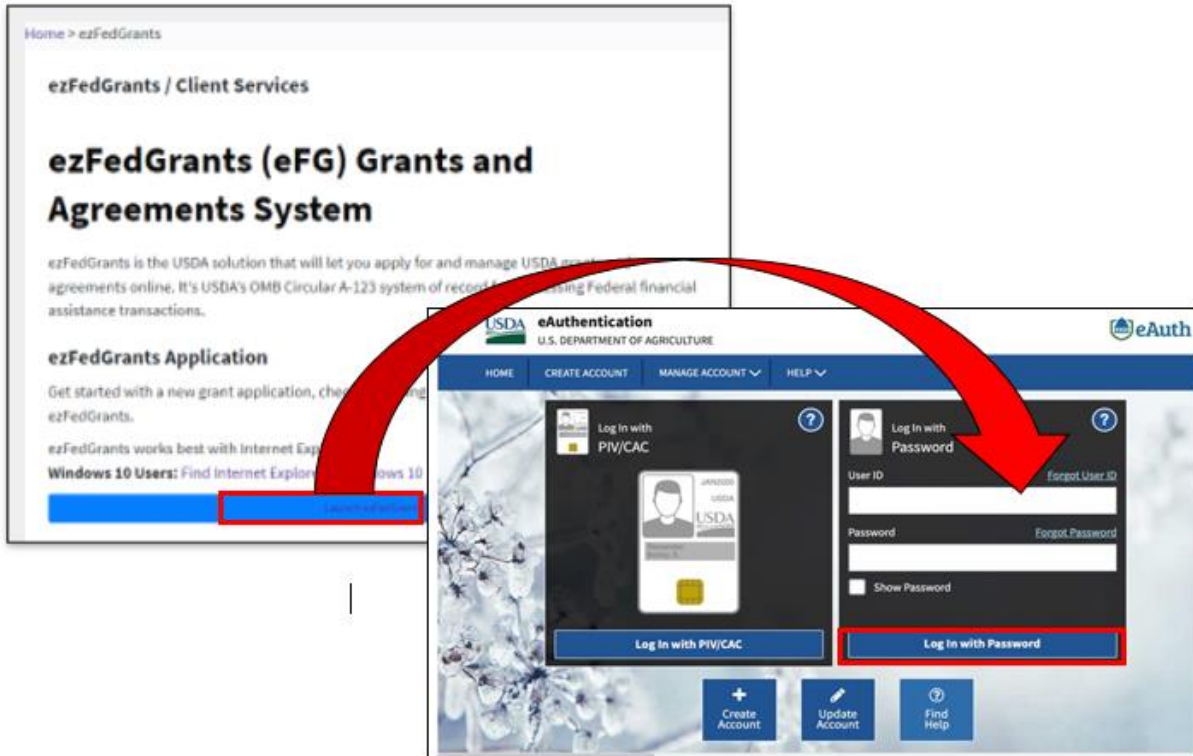 Home > ezFedGrants
ezFedGrants / Client Services
ezFedGrants (eFG) Grants and
Agreements System
ezFedGrants is the USDA solution that will let you apply for and manage USDA
agreements online. It's USDA's OMB Circular A-123 system of record Federal financial
assistance transactions.
ezFedGrants Application
Get started with a new grant application,
ezFedGrants.
ezFedGrants works best with Internet
Windows 10 Users: Find Internet 10
USDA
eAuthentication
U.S. DEPARTMENT OF AGRICULTURE
eAuth
HOME CREATE ACCOUNT MANAGE ACCOUNT HELP
Log In with
PIV/CAC
?
JAN2020
USDA
USDA
Log In with PIV/CAC
Log In with
Password
?
User ID Forgot User ID
Password Forgot Password
Show Password
Log In with Password
Create
Account
Update
Account
Find
Help